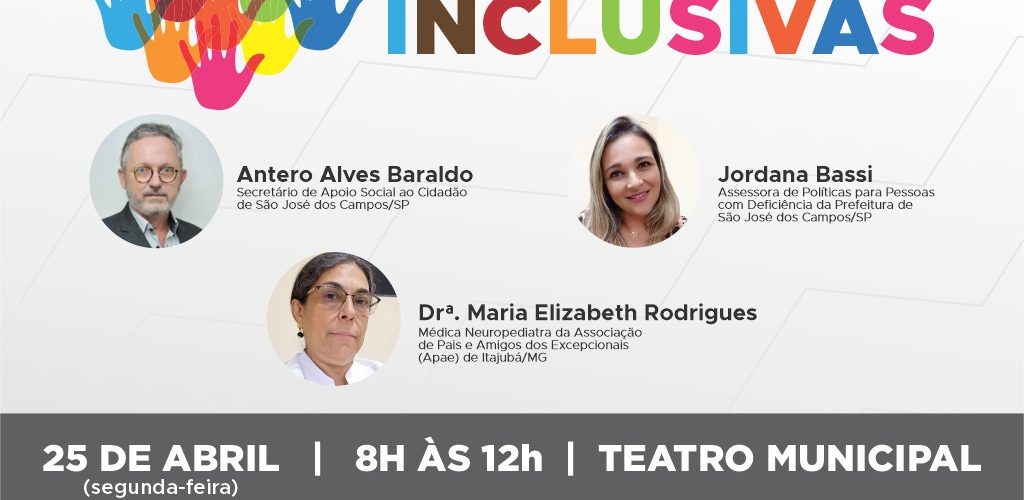 INCLUSIVAS
Antero Alves Baraldo
Secretário de Apoio Social ao Cidadão
de São José dos Campos/SP
Jordana Bassi
Assessora de Políticas para Pessoas
com Deficiência da Prefeitura de
São José dos Campos/SP
Drª. Maria Elizabeth Rodrigues
Médica Neuropediatra da Associação
de Pais e Amigos dos Excepcionais
(Apae) de Itajubá/MG
25 DE ABRIL | 8H ÀS 12h | TEATRO MUNICIPAL
(segunda-feira)